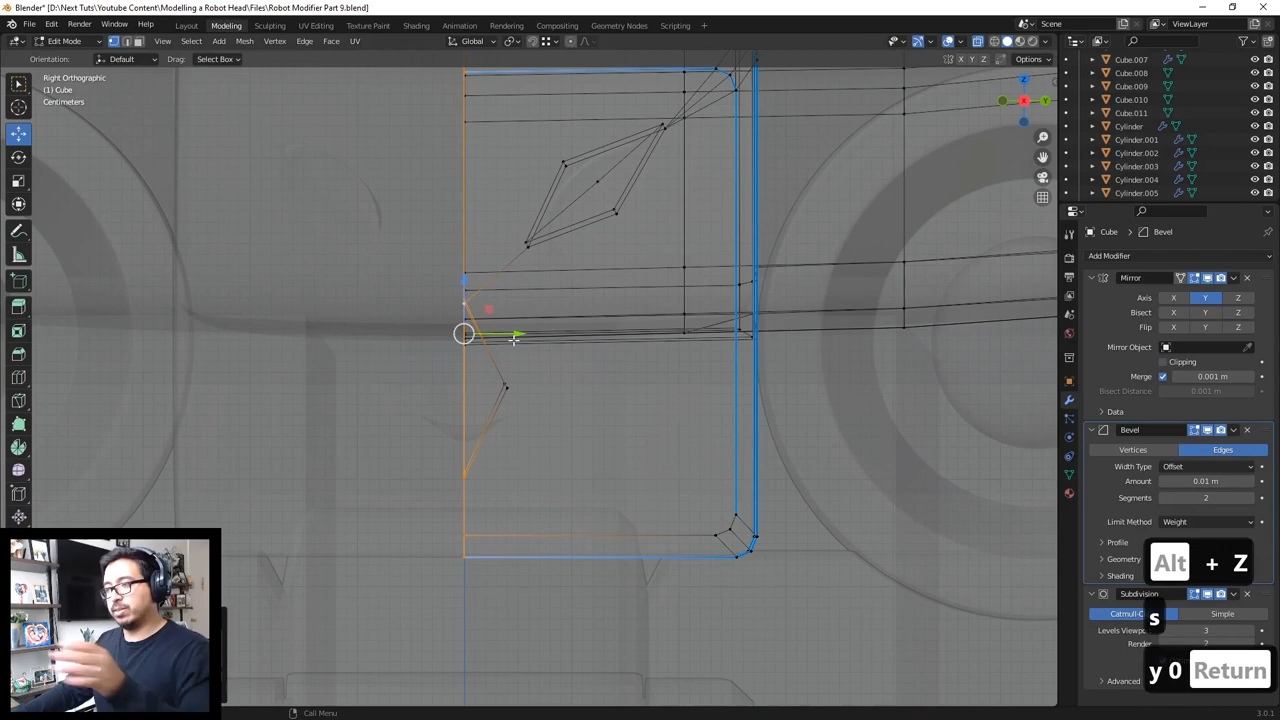 Blender* [D:\Next Tuts\Youtube Content\Modelling a Robot Head\Files\Robot Modifier Part 9.blend]
File Edit Render Window Help Layout Modeling Sculpting UV Editing Texture Paint Shading Animation Rendering Compositing Geometry Nodes Scripting Scene ViewLayer
Edit Mode View Select Add Mesh Vertex Edge Face UV Global
Orientation: Default Drag: Select Box X Y Z Options
Right Orthographic
(1) Cube
Centimeters
Z
Y
X
Cube.007
Cube.008
Cube.009
Cube.010
Cube.011
Cylinder
Cylinder.001
Cylinder.002
Cylinder.003
Cylinder.004
Cylinder.005
Cube > Bevel
Add Modifier
Mirror
Axis X Y Z
Bisect X Y Z
Flip X Y Z
Mirror Object
Clipping
Merge 0.001 m
Bisect Distance 0.001 m
Data
Bevel
Vertices Edges
Width Type Offset
Amount 0.01 m
Segments 2
Limit Method Weight
Profile
Geometry
Shading
Alt + Z
Subdivision
Simple
s
Levels Viewport 3
Render 2
y 0 Return
Advanced
Call Menu
3.0.1